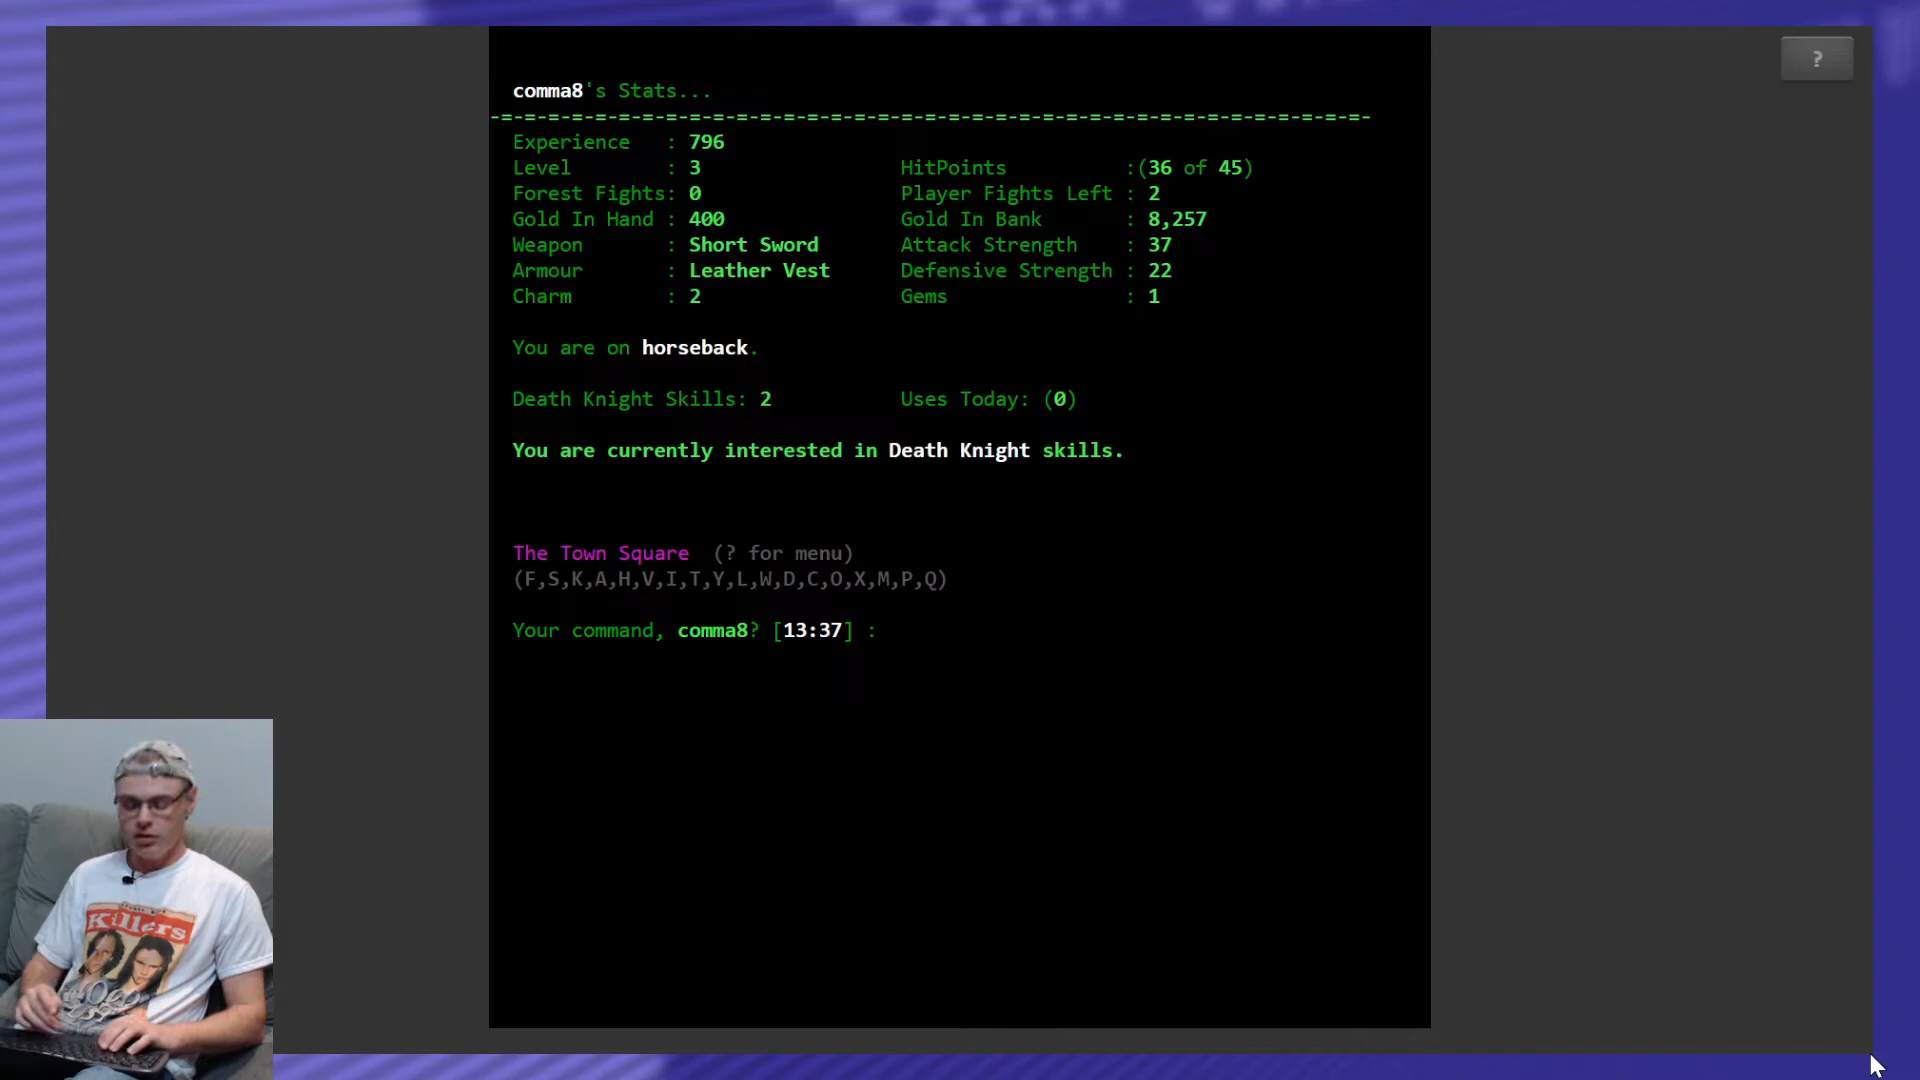 ?
comma8's Stats...
-=-=-=-=-=-=-=-=-=-=-=-=-=-=-=-=-=-=-=-=-=-=-=-=-=-=-=-=-=-=-=-=-=-=-=-=-=-
Experience : 796
Level : 3 HitPoints :(36 of 45)
Forest Fights: 0 Player Fights Left : 2
Gold In Hand : 400 Gold In Bank : 8,257
Weapon : Short Sword Attack Strength : 37
Armour : Leather Vest Defensive Strength : 22
Charm : 2 Gems : 1
You are on horseback.
Death Knight Skills: 2 Uses Today: (0)
You are currently interested in Death Knight skills.
The Town Square (? for menu)
(F,S,K,A,H,V,I,T,Y,L,W,D,C,O,X,M,P,Q)
Your command, comma8? [13:37] :
Killers